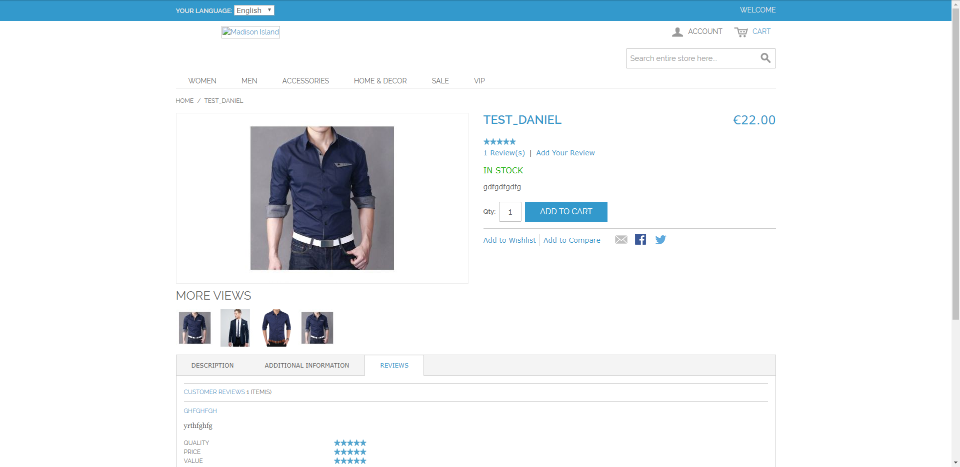 YOUR LANGUAGE: English
WELCOME
Madison Island
ACCOUNT CART
Search entire store here...
WOMEN MEN ACCESSORIES HOME & DECOR SALE VIP
HOME / TEST_DANIEL
TEST_DANIEL €22.00
1 Review(s) | Add Your Review
IN STOCK
gdfgdfgdfg
Qty: 1 ADD TO CART
Add to Wishlist Add to Compare
MORE VIEWS
DESCRIPTION ADDITIONAL INFORMATION REVIEWS
CUSTOMER REVIEWS 1 ITEM(S)
GHFGHFGH
yrthfghfg
QUALITY
PRICE
VALUE